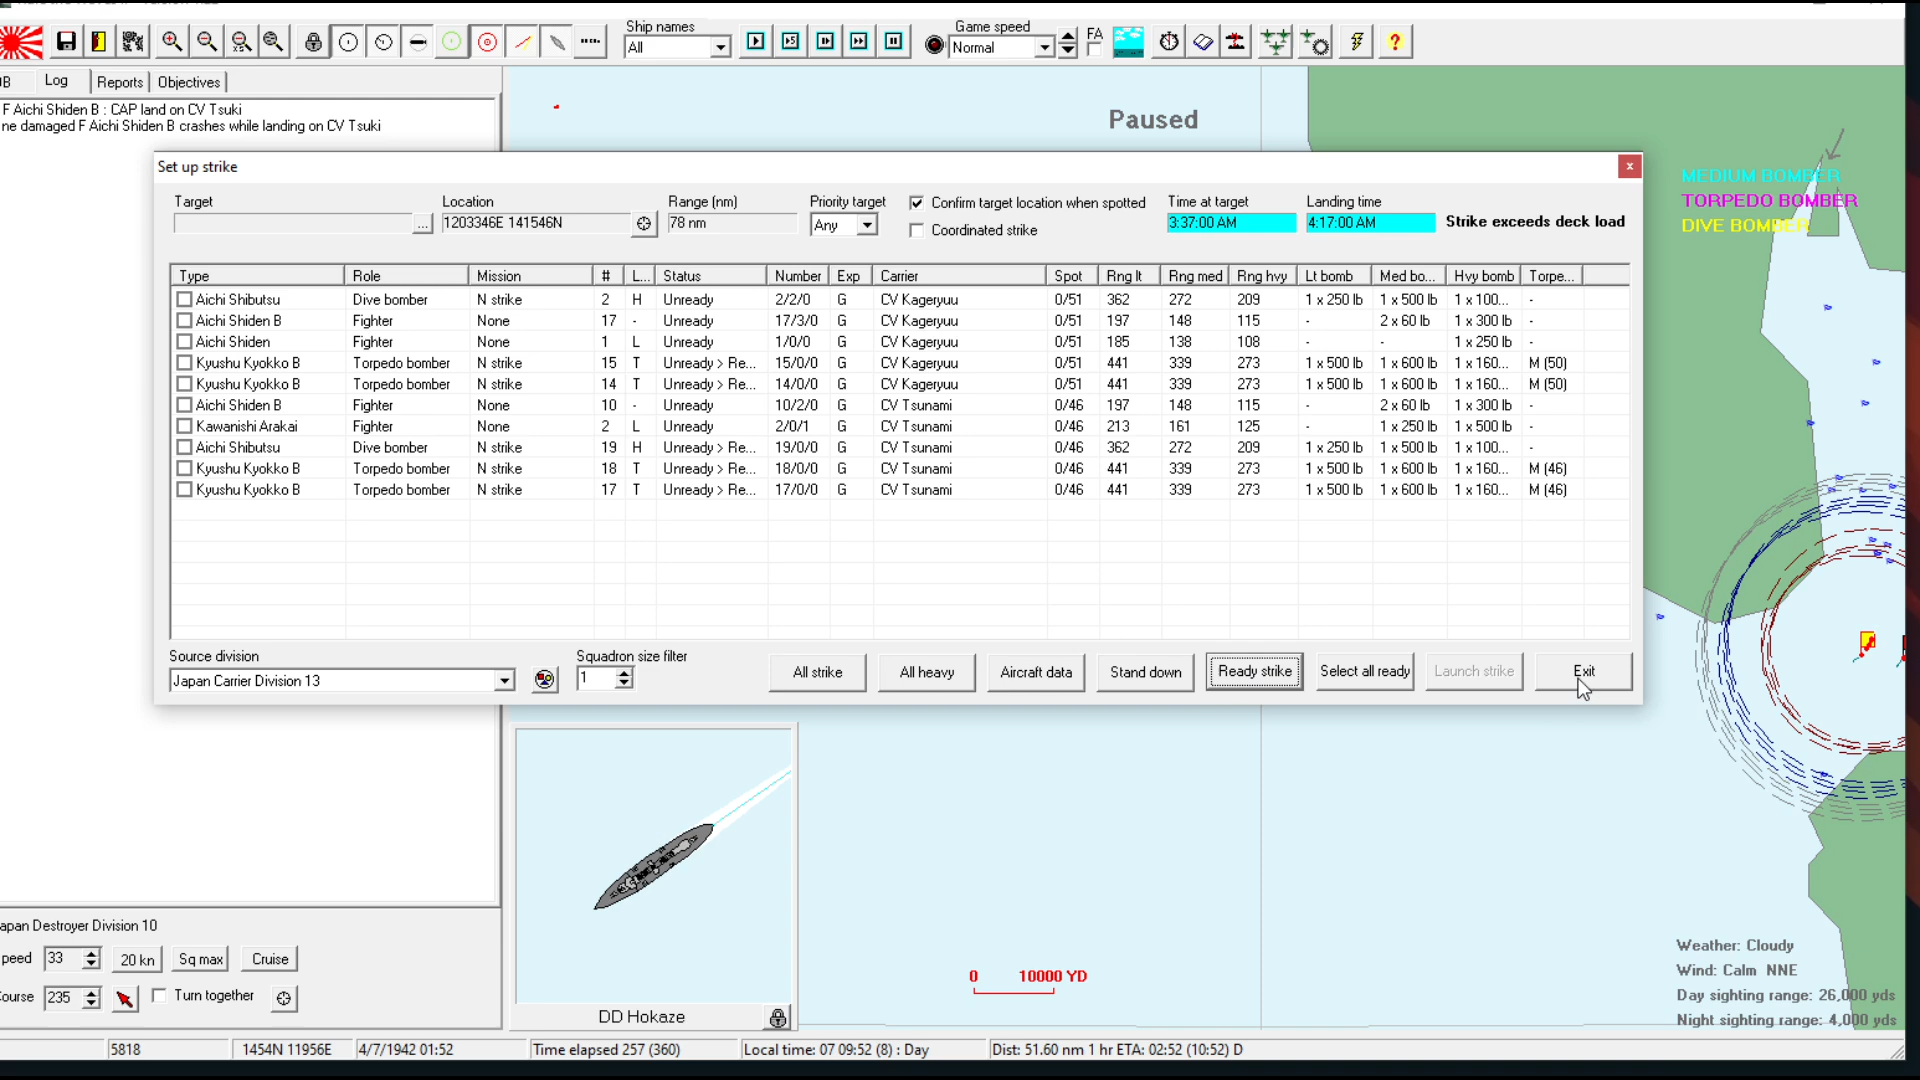 Ship names
All
Game speed
Normal
FA
Log
Reports
Objectives
F Aichi Shiden B : CAP land on CV Tsuki
ne damaged F Aichi Shiden B crashes while landing on CV Tsuki
Paused
MEDIUM BOMBER
TORPEDO BOMBER
DIVE BOMBER
Set up strike
Target
Location
Range (nm)
Priority target
Confirm target location when spotted
Time at target
Landing time
...
1203346E 141546N
78 nm
Any
Coordinated strike
3:37:00 AM
4:17:00 AM
Strike exceeds deck load
Type Role Mission # L... Status Number Exp Carrier Spot Rng lt Rng med Rng hvy Lt bomb Med bo... Hvy bomb Torpe...
Aichi Shibutsu Dive bomber N strike 2 H Unready 2/2/0 G CV Kageryuu 0/51 362 272 209 1 x 250 lb 1 x 500 lb 1 x 100... -
Aichi Shiden B Fighter None 17 - Unready 17/3/0 G CV Kageryuu 0/51 197 148 115 - 2 x 60 lb 1 x 300 lb -
Aichi Shiden Fighter None 1 L Unready 1/0/0 G CV Kageryuu 0/51 185 138 108 - - 1 x 250 lb -
Kyushu Kyokko B Torpedo bomber N strike 15 T Unready > Re... 15/0/0 G CV Kageryuu 0/51 441 339 273 1 x 500 lb 1 x 600 lb 1 x 160... M (50)
Kyushu Kyokko B Torpedo bomber N strike 14 T Unready > Re... 14/0/0 G CV Kageryuu 0/51 441 339 273 1 x 500 lb 1 x 600 lb 1 x 160... M (50)
Aichi Shiden B Fighter None 10 - Unready 10/2/0 G CV Tsunami 0/46 197 148 115 - 2 x 60 lb 1 x 300 lb -
Kawanishi Arakai Fighter None 2 L Unready 2/0/1 G CV Tsunami 0/46 213 161 125 - 1 x 250 lb 1 x 500 lb -
Aichi Shibutsu Dive bomber N strike 19 H Unready > Re... 19/0/0 G CV Tsunami 0/46 362 272 209 1 x 250 lb 1 x 500 lb 1 x 100... -
Kyushu Kyokko B Torpedo bomber N strike 18 T Unready > Re... 18/0/0 G CV Tsunami 0/46 441 339 273 1 x 500 lb 1 x 600 lb 1 x 160... M (46)
Kyushu Kyokko B Torpedo bomber N strike 17 T Unready > Re... 17/0/0 G CV Tsunami 0/46 441 339 273 1 x 500 lb 1 x 600 lb 1 x 160... M (46)
Source division
Japan Carrier Division 13
Squadron size filter
1
All strike
All heavy
Aircraft data
Stand down
Ready strike
Select all ready
Launch strike
Exit
apan Destroyer Division 10
peed 33 20 kn Sq max Cruise
ourse 235 Turn together
DD Hokaze
0 10000 YD
Weather: Cloudy
Wind: Calm NNE
Day sighting range: 26,000 yds
Night sighting range: 4,000 yds
5818
1454N 11956E
4/7/1942 01:52
Time elapsed 257 (360)
Local time: 07 09:52 (8) : Day
Dist: 51.60 nm 1 hr ETA: 02:52 (10:52) D